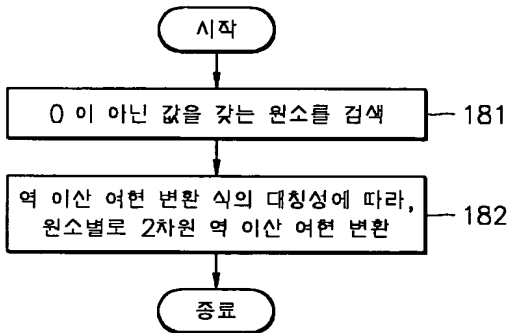 시작
0 이 아닌 값을 갖는 원소를 검색
181
역 이산 여현 변환 식의 대칭성에 따라,
원소별로 2차원 역 이산 여현 변환
182
종료